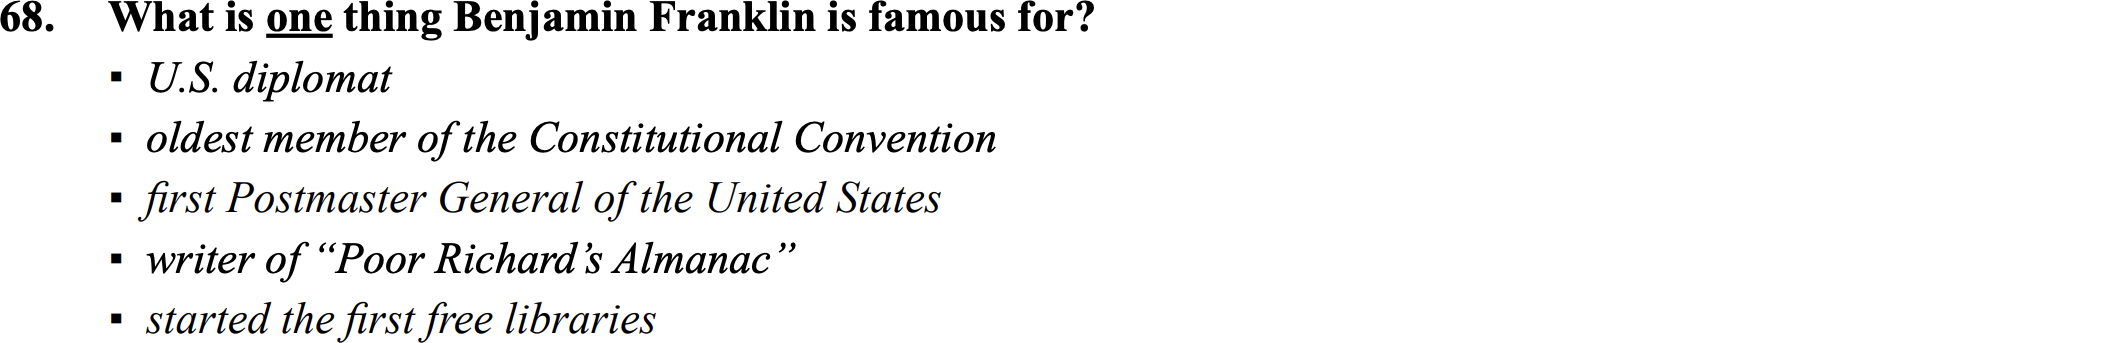 68. What is one thing Benjamin Franklin is famous for?
▪ U.S. diplomat
▪ oldest member of the Constitutional Convention
▪ first Postmaster General of the United States
▪ writer of “Poor Richard’s Almanac”
▪ started the first free libraries